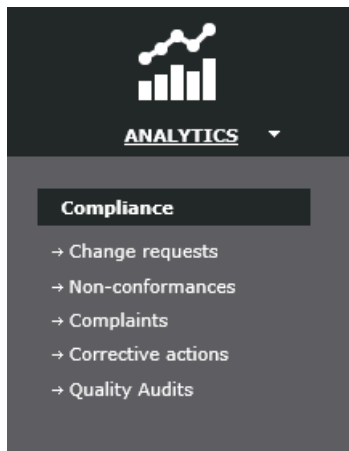 ANALYTICS
Compliance
→ Change requests
→ Non-conformances
→ Complaints
→ Corrective actions
→ Quality Audits